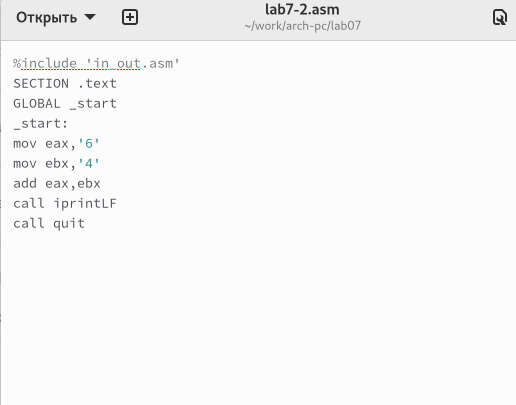 Открыть
lab7-2.asm
~/work/arch-pc/lab07
%include 'in_out.asm'
SECTION .text
GLOBAL _start
_start:
mov eax,'6'
mov ebx,'4'
add eax,ebx
call iprintLF
call quit